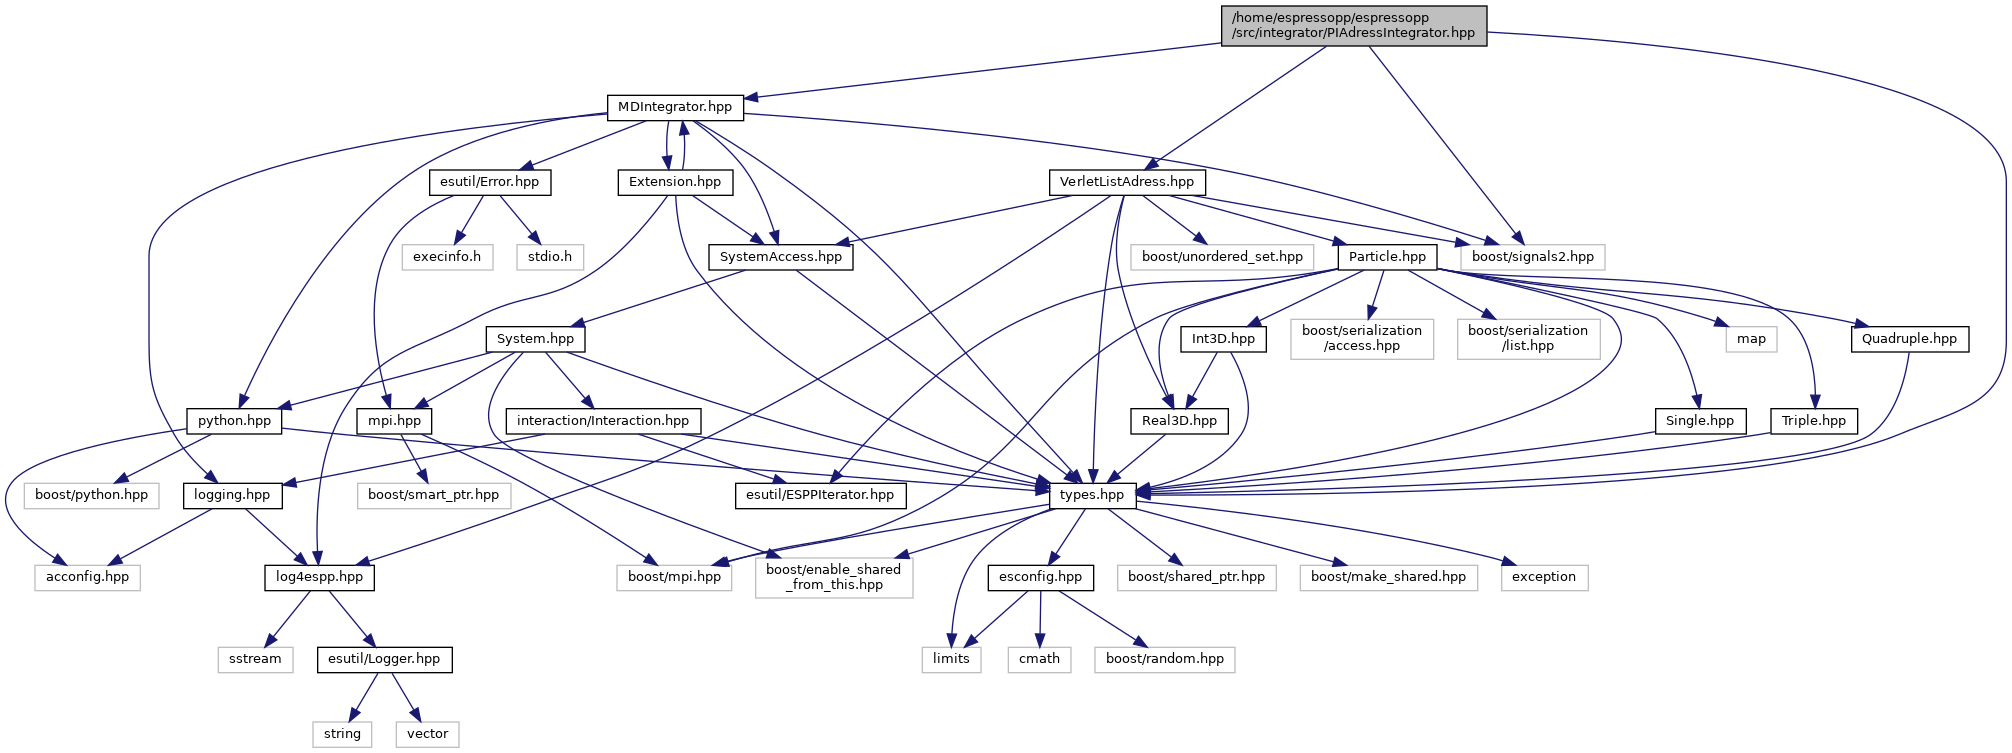 /home/espressopp/espressopp
/src/integrator/PIAdressIntegrator.hpp
MDIntegrator.hpp
esutil/Error.hpp
Extension.hpp
VerletListAdress.hpp
execinfo.h
stdio.h
SystemAccess.hpp
boost/unordered_set.hpp
Particle.hpp
boost/signals2.hpp
System.hpp
Int3D.hpp
boost/serialization
/access.hpp
boost/serialization
/list.hpp
map
Quadruple.hpp
python.hpp
mpi.hpp
interaction/Interaction.hpp
Real3D.hpp
Single.hpp
Triple.hpp
boost/python.hpp
logging.hpp
boost/smart_ptr.hpp
esutil/ESPPIterator.hpp
types.hpp
acconfig.hpp
log4espp.hpp
boost/mpi.hpp
boost/enable_shared
_from_this.hpp
esconfig.hpp
boost/shared_ptr.hpp
boost/make_shared.hpp
exception
sstream
esutil/Logger.hpp
limits
cmath
boost/random.hpp
string
vector